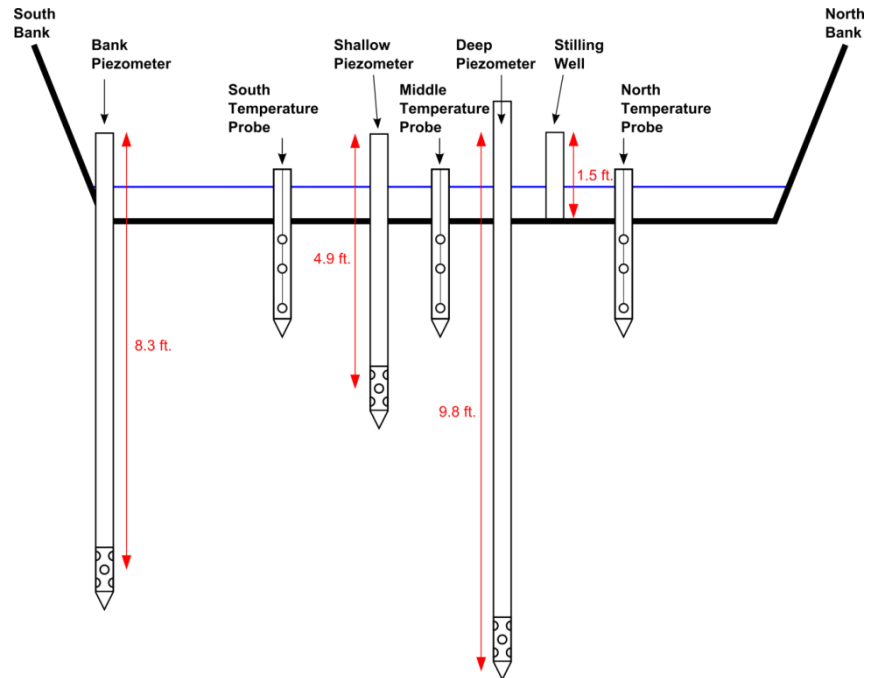 South
Bank
North
Bank
Bank
Piezometer
Shallow
Piezometer
Deep
Piezometer
Stilling
Well
South
Temperature
Probe
Middle
Temperature
Probe
North
Temperature
Probe
1.5 ft.
4.9 ft.
8.3 ft.
9.8 ft.